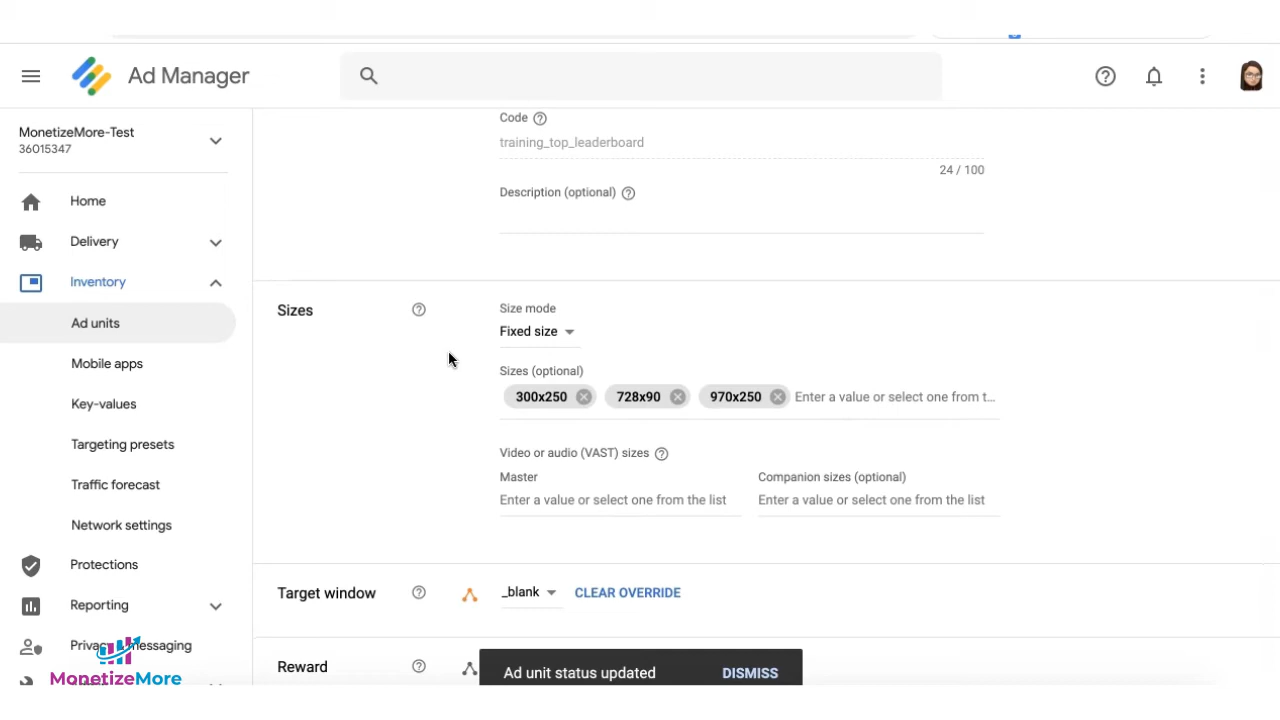 Ad Manager
MonetizeMore-Test
36015347
Home
Delivery
Inventory
Ad units
Mobile apps
Key-values
Targeting presets
Traffic forecast
Network settings
Protections
Reporting
MonetizeMore
Code
training_top_leaderboard
24 / 100
Description (optional)
Sizes
Size mode
Fixed size
Sizes (optional)
300x250 728x90 970x250 Enter a value or select one from t...
Video or audio (VAST) sizes
Master Companion sizes (optional)
Enter a value or select one from the list Enter a value or select one from the list
Target window _blank CLEAR OVERRIDE
Reward
Ad unit status updated DISMISS